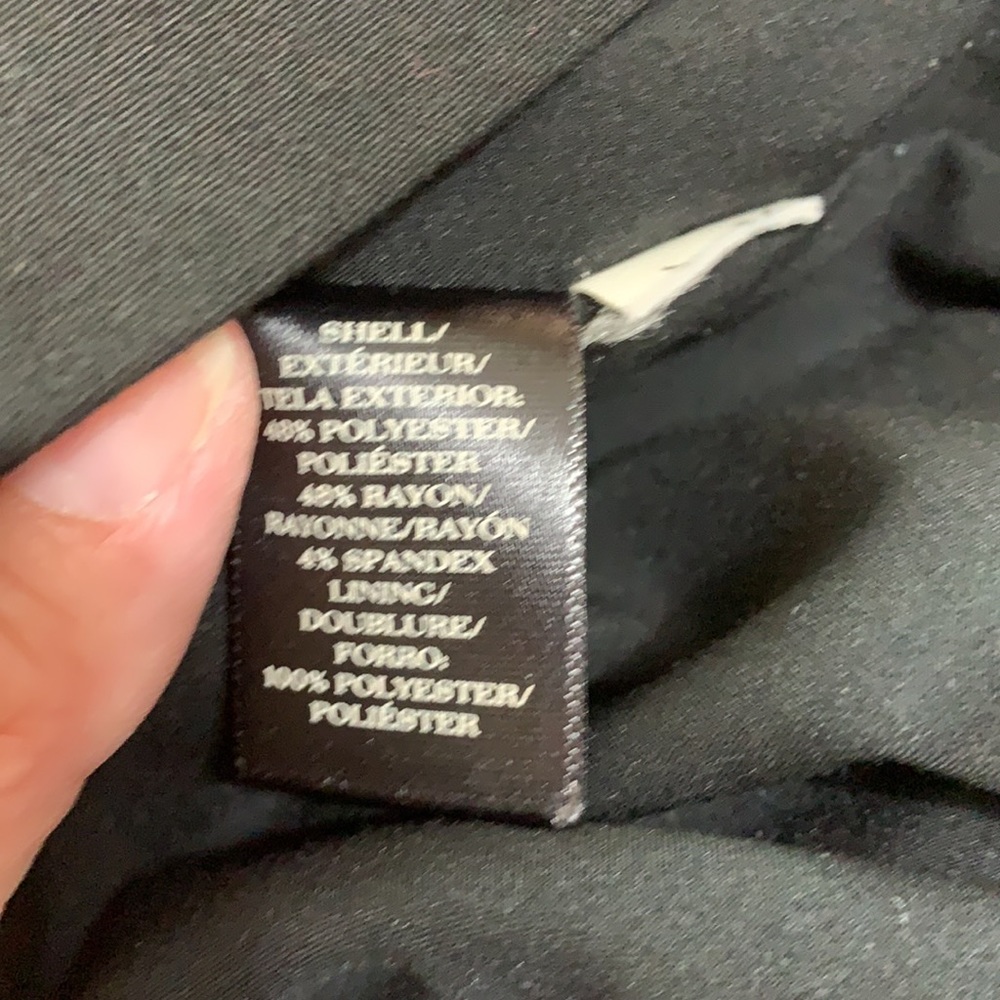 SHELL/
EXTÉRIEUR/
TELA EXTERIOR:
48% POLYESTER/
POLIÉSTER
48% RAYON/
RAYONNE/RAYÓN
4% SPANDEX
LINING/
DOUBLURE/
FORRO:
100% POLYESTER/
POLIÉSTER